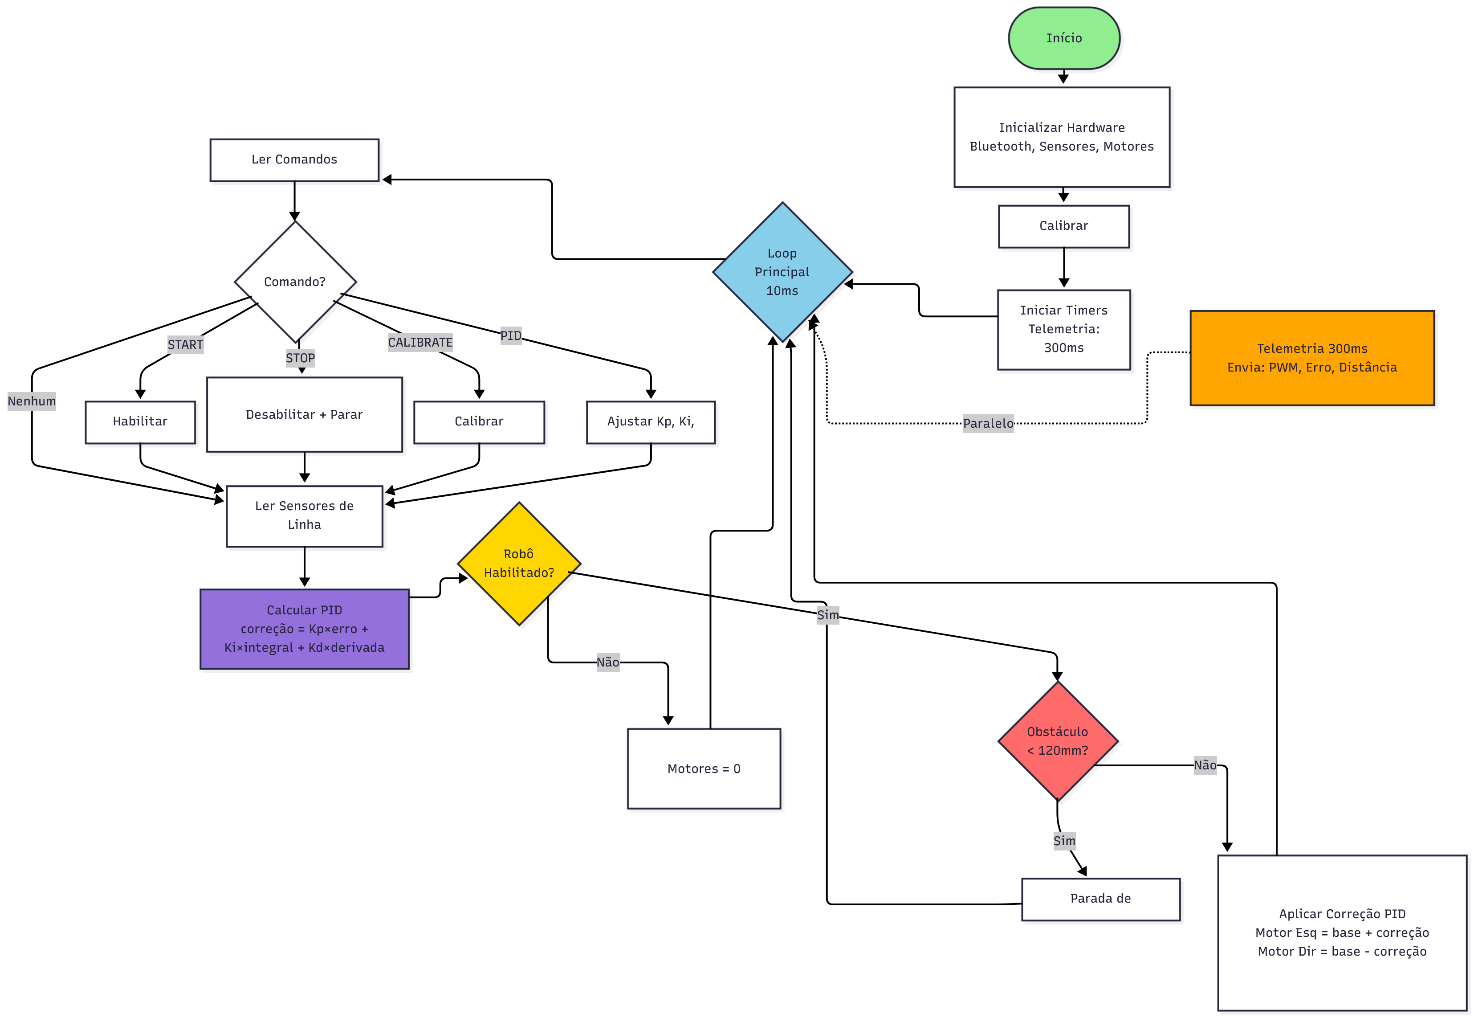 Início
Inicializar Hardware
Bluetooth, Sensores, Motores
Calibrar
Iniciar Timers
Telemetria:
300ms
Loop
Principal
10ms
Telemetria 300ms
Envia: PWM, Erro, Distância
Paralelo
Ler Comandos
Comando?
Nenhum
START
STOP
CALIBRATE
PID
Habilitar
Desabilitar + Parar
Calibrar
Ajustar Kp, Ki,
Ler Sensores de
Linha
Calcular PID
correção = Kp×erro +
Ki×integral + Kd×derivada
Robô
Habilitado?
Não
Sim
Motores = 0
Obstáculo
< 120mm?
Não
Sim
Parada de
Aplicar Correção PID
Motor Esq = base + correção
Motor Dir = base - correção